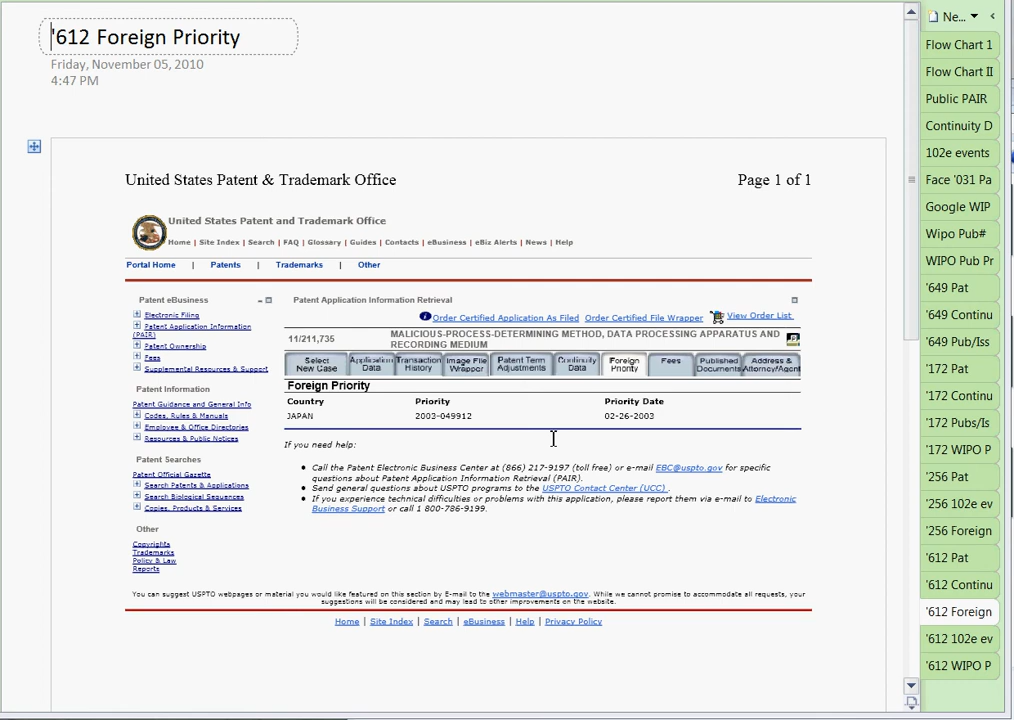 '612 Foreign Priority
Friday, November 05, 2010
4:47 PM
United States Patent & Trademark Office
Page 1 of 1
United States Patent and Trademark Office
Home | Site Index | Search | FAQ | Glossary | Guides | Contacts | eBusiness | eBiz Alerts | News | Help
Portal Home | Patents | Trademarks | Other
Patent eBusiness
Electronic Filing
Patent Application Information
(PAIR)
Patent Ownership
Fees
Supplemental Resources & Support
Patent Information
Patent Guidance and General Info
Codes, Rules & Manuals
Employee & Office Directories
Resources & Public Notices
Patent Searches
Patent Official Gazette
Search Patents & Applications
Search Biological Sequences
Copies, Products & Services
Other
Copyrights
Trademarks
Policy & Law
Reports
Patent Application Information Retrieval
Order Certified Application As Filed Order Certified File Wrapper View Order List
11/211,735
MALICIOUS-PROCESS-DETERMINING METHOD, DATA PROCESSING APPARATUS AND
RECORDING MEDIUM
Select New Case
Application Data
Transaction History
Image File Wrapper
Patent Term Adjustments
Continuity Data
Foreign Priority
Fees
Published Documents
Address & Attorney/Agent
Foreign Priority
Country Priority Priority Date
JAPAN 2003-049912 02-26-2003
If you need help:
• Call the Patent Electronic Business Center at (866) 217-9197 (toll free) or e-mail EBC@uspto.gov for specific
questions about Patent Application Information Retrieval (PAIR).
• Send general questions about USPTO programs to the USPTO Contact Center (UCC) .
• If you experience technical difficulties or problems with this application, please report them via e-mail to Electronic
Business Support or call 1 800-786-9199.
You can suggest USPTO webpages or material you would like featured on this section by E-mail to the webmaster@uspto.gov. While we cannot promise to accommodate all requests, your
suggestions will be considered and may lead to other improvements on the website.
Home | Site Index | Search | eBusiness | Help | Privacy Policy
Ne...
Flow Chart 1
Flow Chart II
Public PAIR
Continuity D
102e events
Face '031 Pa
Google WIP
Wipo Pub#
WIPO Pub Pr
'649 Pat
'649 Continu
'649 Pub/Iss
'172 Pat
'172 Continu
'172 Pubs/Is
'172 WIPO P
'256 Pat
'256 102e ev
'256 Foreign
'612 Pat
'612 Continu
'612 Foreign
'612 102e ev
'612 WIPO P